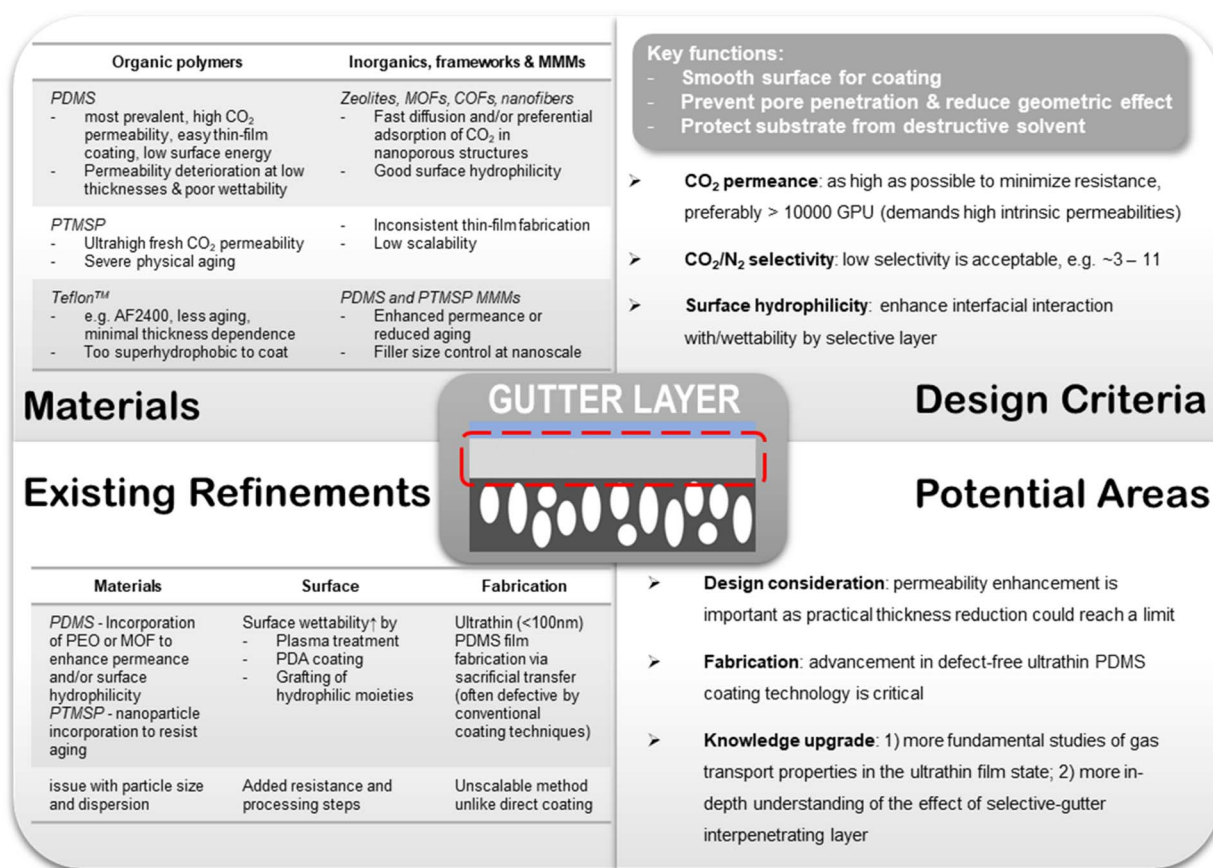 Organic polymers
Inorganics, frameworks & MMMs
PDMS
- most prevalent, high CO₂
permeability, easy thin-film
coating, low surface energy
- Permeability deterioration at low
thicknesses & poor wettability
Zeolites, MOFs, COFs, nanofibers
- Fast diffusion and/or preferential
adsorption of CO₂ in
nanoporous structures
- Good surface hydrophilicity
PTMSP
- Ultrahigh fresh CO₂ permeability
- Severe physical aging
- Inconsistent thin-film fabrication
- Low scalability
Teflon™
- e.g. AF2400, less aging,
minimal thickness dependence
- Too superhydrophobic to coat
PDMS and PTMSP MMMs
- Enhanced permeance or
reduced aging
- Filler size control at nanoscale
Materials
Key functions:
- Smooth surface for coating
- Prevent pore penetration & reduce geometric effect
- Protect substrate from destructive solvent
➢ CO₂ permeance: as high as possible to minimize resistance,
preferably > 10000 GPU (demands high intrinsic permeabilities)
➢ CO₂/N₂ selectivity: low selectivity is acceptable, e.g. ~3 – 11
➢ Surface hydrophilicity: enhance interfacial interaction
with/wettability by selective layer
Design Criteria
GUTTER LAYER
Existing Refinements
Materials
Surface
Fabrication
PDMS - Incorporation
of PEO or MOF to
enhance permeance
and/or surface
hydrophilicity
PTMSP - nanoparticle
incorporation to resist
aging
Surface wettability↑ by
- Plasma treatment
- PDA coating
- Grafting of
hydrophilic moieties
Ultrathin (<100nm)
PDMS film
fabrication via
sacrificial transfer
(often defective by
conventional
coating techniques)
issue with particle size
and dispersion
Added resistance and
processing steps
Unscalable method
unlike direct coating
Potential Areas
➢ Design consideration: permeability enhancement is
important as practical thickness reduction could reach a limit
➢ Fabrication: advancement in defect-free ultrathin PDMS
coating technology is critical
➢ Knowledge upgrade: 1) more fundamental studies of gas
transport properties in the ultrathin film state; 2) more in-
depth understanding of the effect of selective-gutter
interpenetrating layer